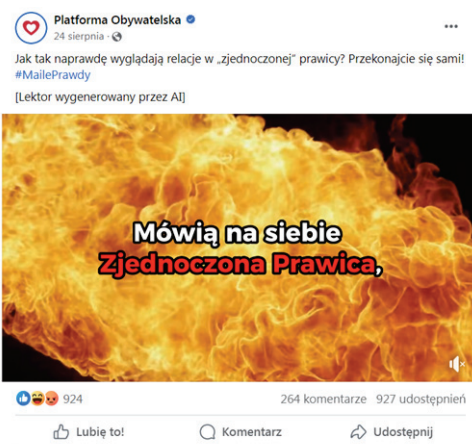 Platforma Obywatelska
24 sierpnia ·
Jak tak naprawdę wyglądają relacje w „zjednoczonej” prawicy? Przekonajcie się sami!
#MailePrawdy
[Lektor wygenerowany przez AI]
Mówią na siebie
Zjednoczona Prawica,
924
264 komentarze 927 udostępnień
Lubię to! Komentarz Udostępnij